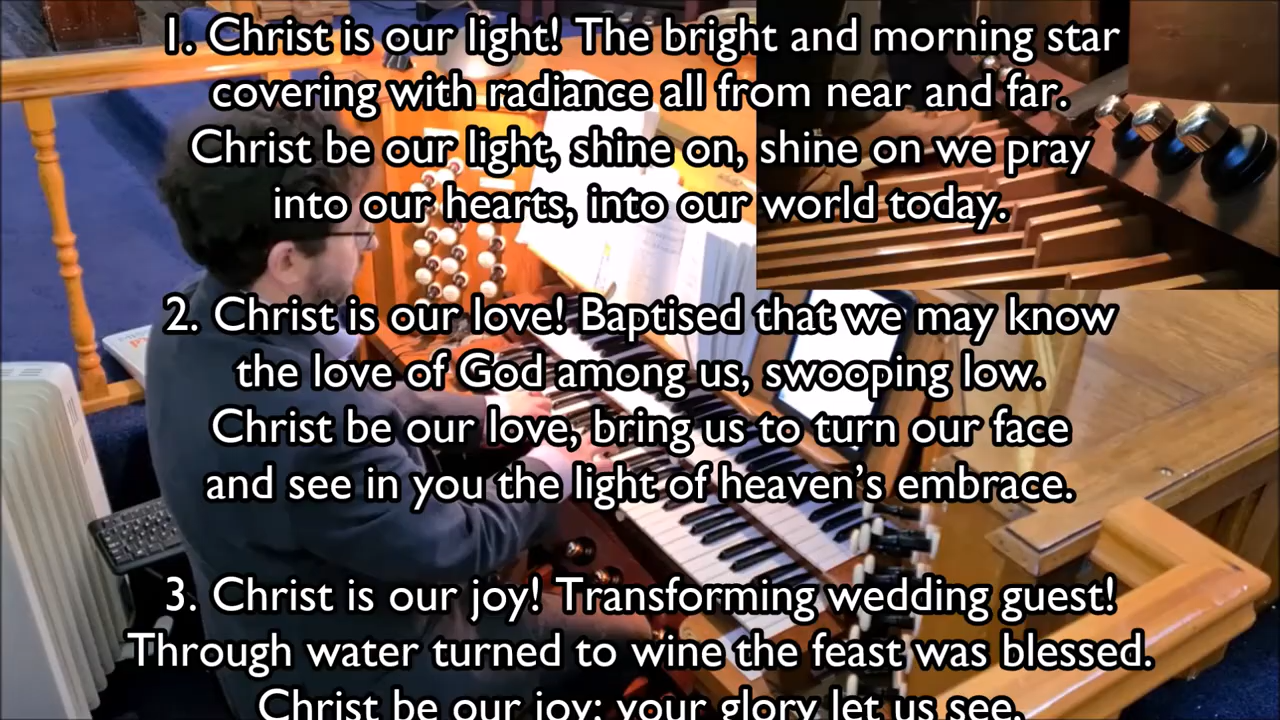 1. Christ is our light! The bright and morning star
covering with radiance all from near and far.
Christ be our light, shine on, shine on we pray
into our hearts, into our world today.
2. Christ is our love! Baptised that we may know
the love of God among us, swooping low.
Christ be our love, bring us to turn our face
and see in you the light of heaven's embrace.
3. Christ is our joy! Transforming wedding guest!
Through water turned to wine the feast was blessed.
Christ be our joy; your glory let us see,